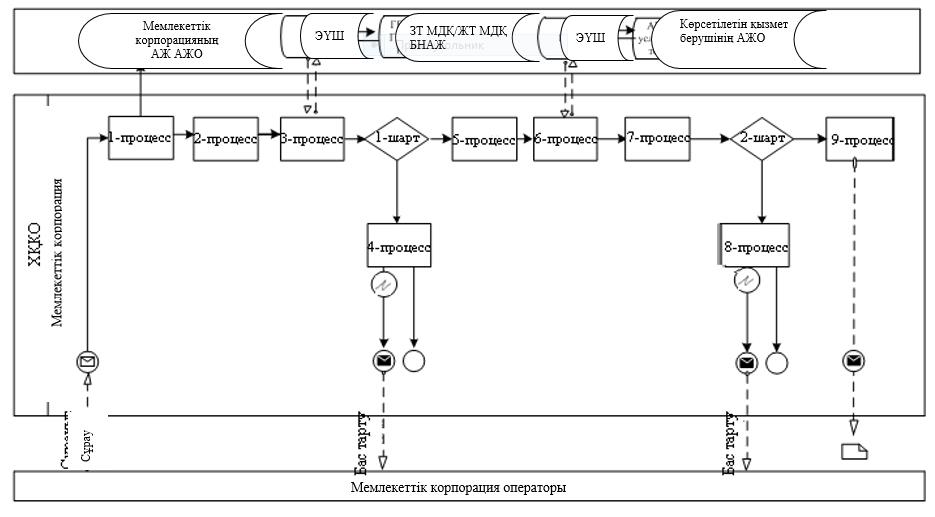 Мемлекеттік
корпорацияның
АЖ АЖО
ЭҮШ
ЗТ МДҚ/ЖТ МДҚ
БНАЖ
ЭҮШ
Көрсетілетін қызмет
берушінің АЖО
1-процесс
2-процесс
3-процесс
1-шарт
5-процесс
6-процесс
7-процесс
2-шарт
9-процесс
4-процесс
8-процесс
ХҚКО
Мемлекеттік корпорация
Сұрау
Бас тарту
Бас тарту
Мемлекеттік корпорация операторы